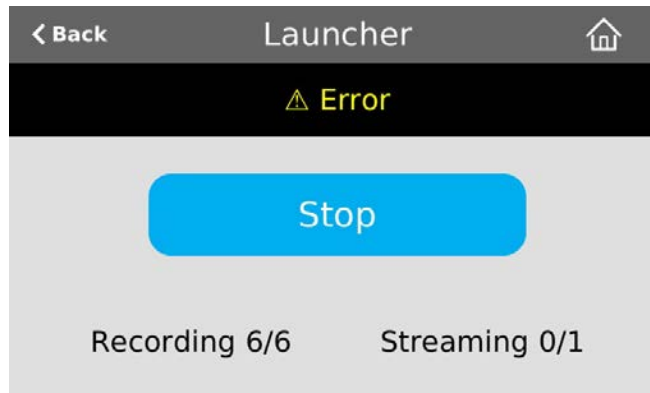 Back Launcher
⚠ Error
Stop
Recording 6/6 Streaming 0/1